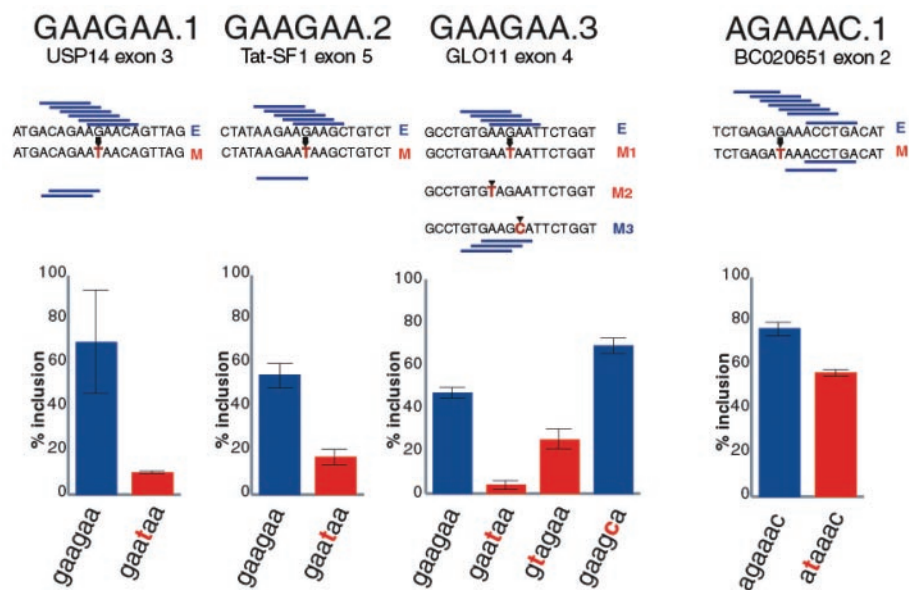 GAAGAA.1
USP14 exon 3
ATGACAGAAGAACAGTTAG E
ATGACAGAATAACAGTTAG M
100
80
60
40
20
0
% inclusion
gaagaa
gaataa
GAAGAA.2
Tat-SF1 exon 5
CTATAAGAAGAAGCTGTCT E
CTATAAGAATAAGCTGTCT M
100
80
60
40
20
0
% inclusion
gaagaa
gaataa
GAAGAA.3
GLO11 exon 4
GCCTGTGAAGAATTCTGGT E
GCCTGTGAATAATTCTGGT M1
GCCTGTGTAGAATTCTGGT M2
GCCTGTGAAGCATTCTGGT M3
100
80
60
40
20
0
% inclusion
gaagaa
gaataa
gtagaa
gaagca
AGAAAC.1
BC020651 exon 2
TCTGAGAGAAACCTGACAT E
TCTGAGATAAACCTGACAT M
100
80
60
40
20
0
% inclusion
agaaac
ataaac